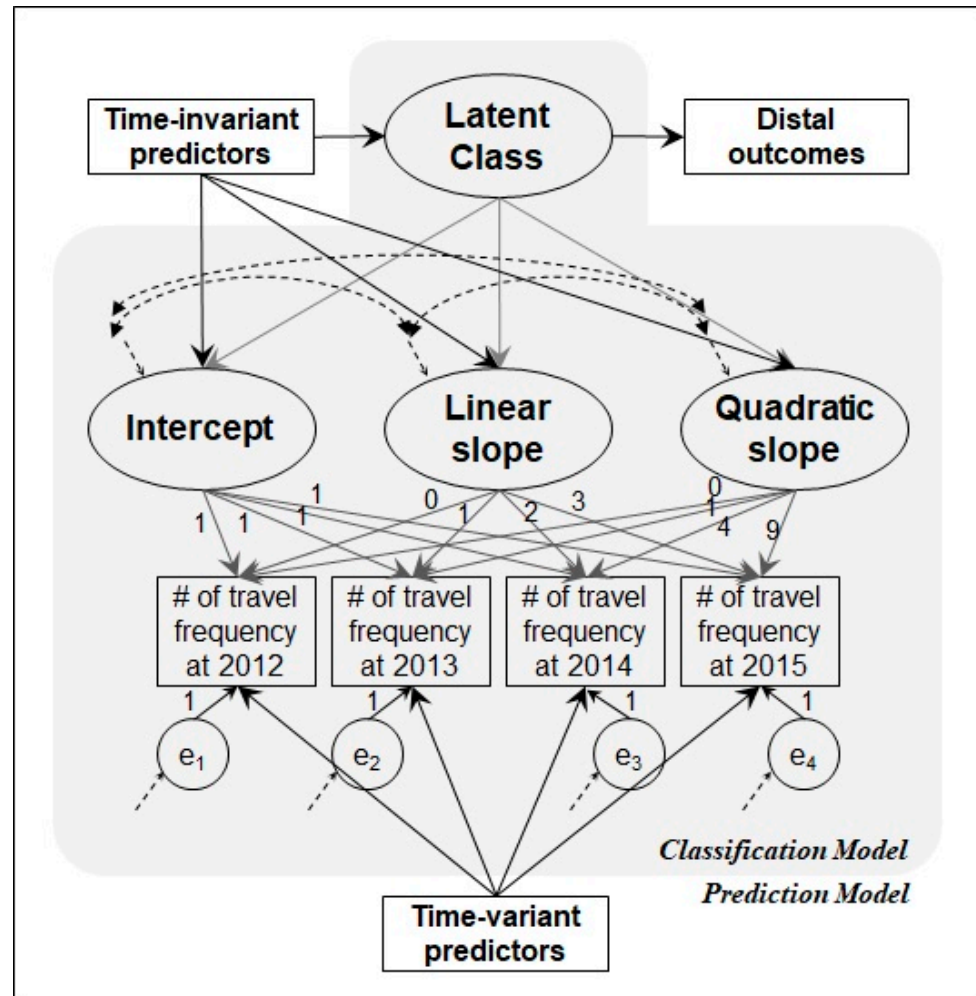 Time-invariant
predictors
Latent
Class
Distal
outcomes
Intercept
Linear
slope
Quadratic
slope
1
1
1
1
0
1
2
3
0
1
4
9
# of travel
frequency
at 2012
# of travel
frequency
at 2013
# of travel
frequency
at 2014
# of travel
frequency
at 2015
1
1
1
1
e₁
e₂
e₃
e₄
Classification Model
Prediction Model
Time-variant
predictors